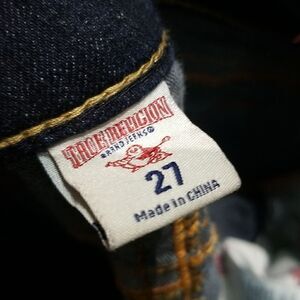 TRUE RELIGION
BRAND JEANS®
27
Made in CHINA